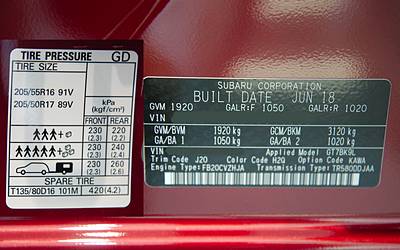 TIRE PRESSURE GD
TIRE SIZE
205/55R16 91V
205/50R17 89V
kPa
(kgf/cm²)
FRONT REAR
230 220
(2.3) (2.2)
230 240
(2.3) (2.4)
230 260
(2.3) (2.6)
SPARE TIRE
T135/80D16 101M 420 (4.2)
SUBARU CORPORATION
BUILT DATE JUN 18
GVM 1920 GALR:F 1050 GALR:R 1020
VIN
VIN
GVM/BVM 1920 kg GCM/BKM 3120 kg
GA/BA 1 1050 kg GA/BA 2 1020 kg
VIN Applied Model GT7BK9L
Trim Code J20 Color Code H2Q Option Code KAWA
Engine Type FB20CVZHJA Transmission Type TR580DDJAA